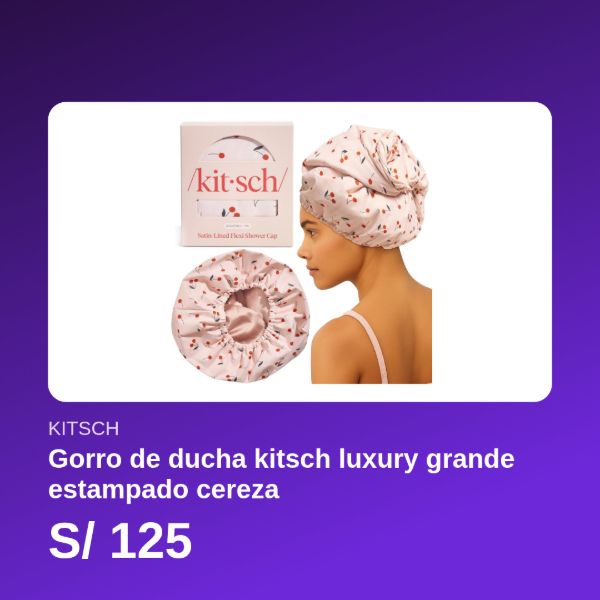 /kit·sch/
Satin-Lined Flexi Shower Cap
KITSCH
Gorro de ducha kitsch luxury grande
estampado cereza
S/ 125